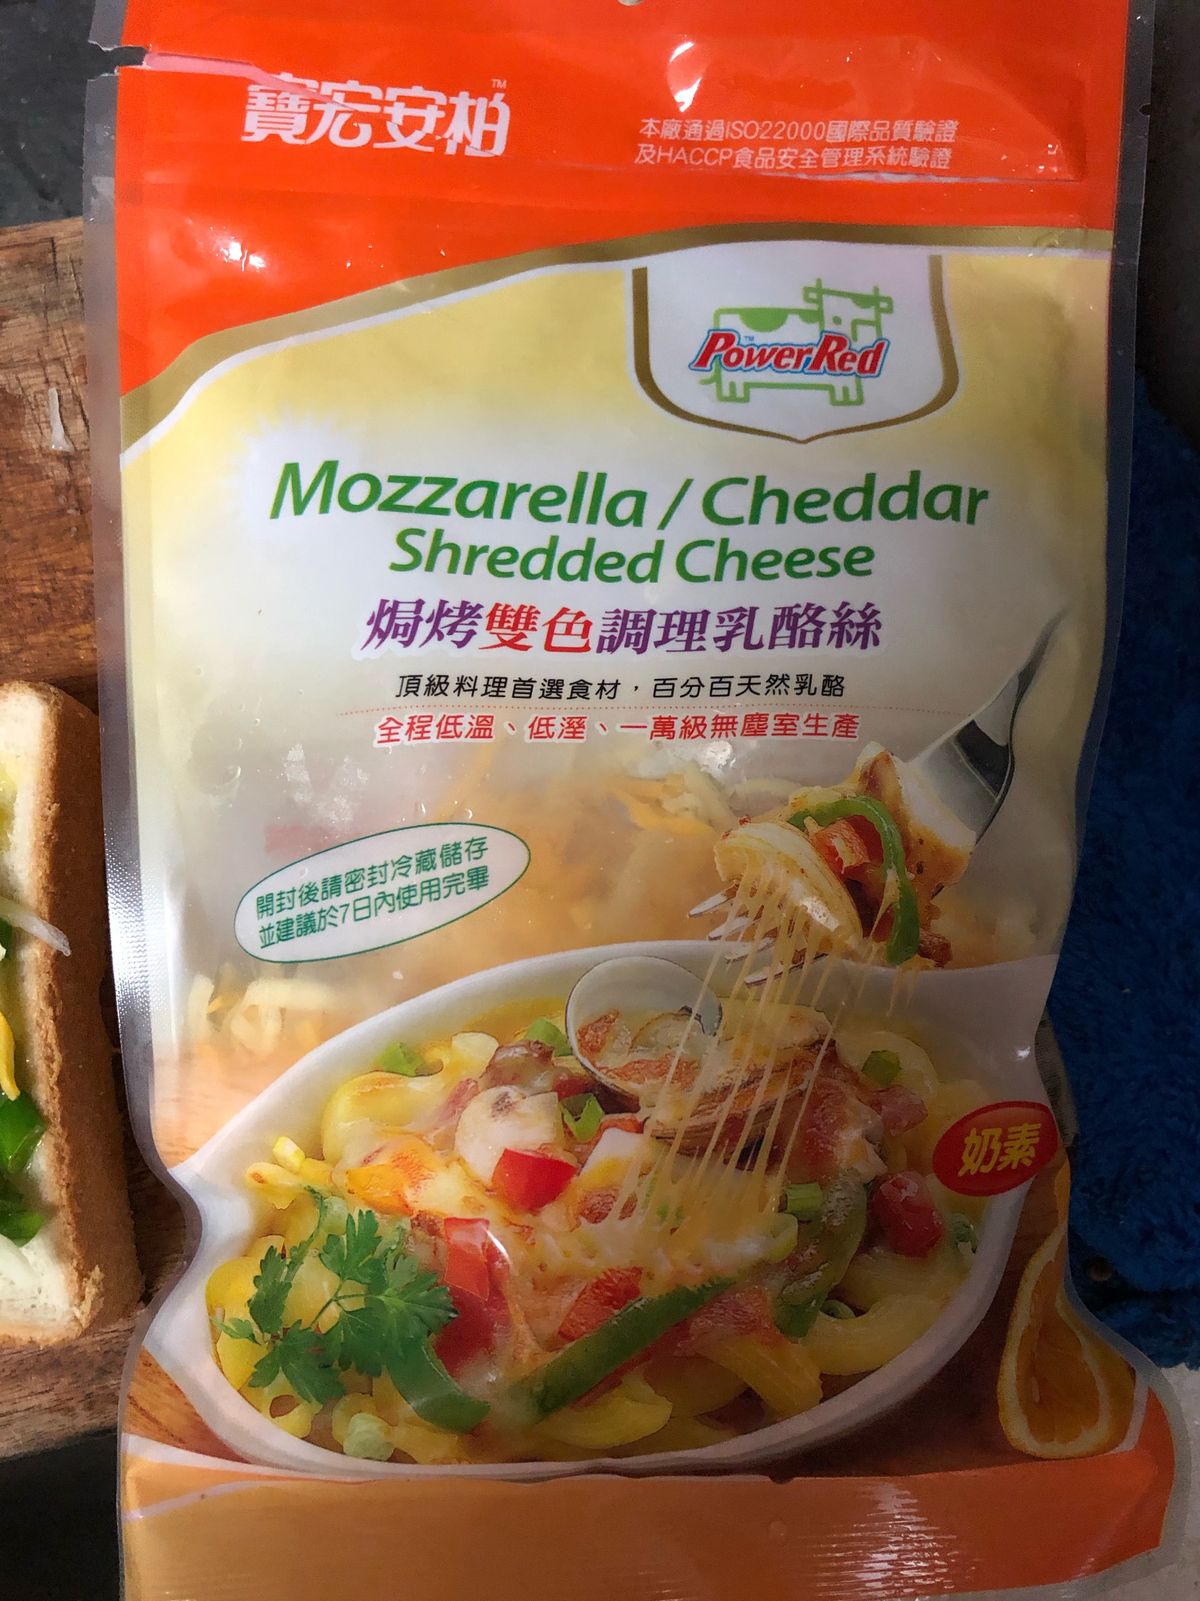 寶宏安柏™
本廠通過ISO22000國際品質驗證
及HACCP食品安全管理系統驗證
PowerRed™
Mozzarella / Cheddar
Shredded Cheese
焗烤雙色調理乳酪絲
頂級料理首選食材，百分百天然乳酪
全程低溫、低溼、一萬級無塵室生產
開封後請密封冷藏儲存
並建議於7日內使用完畢
奶素